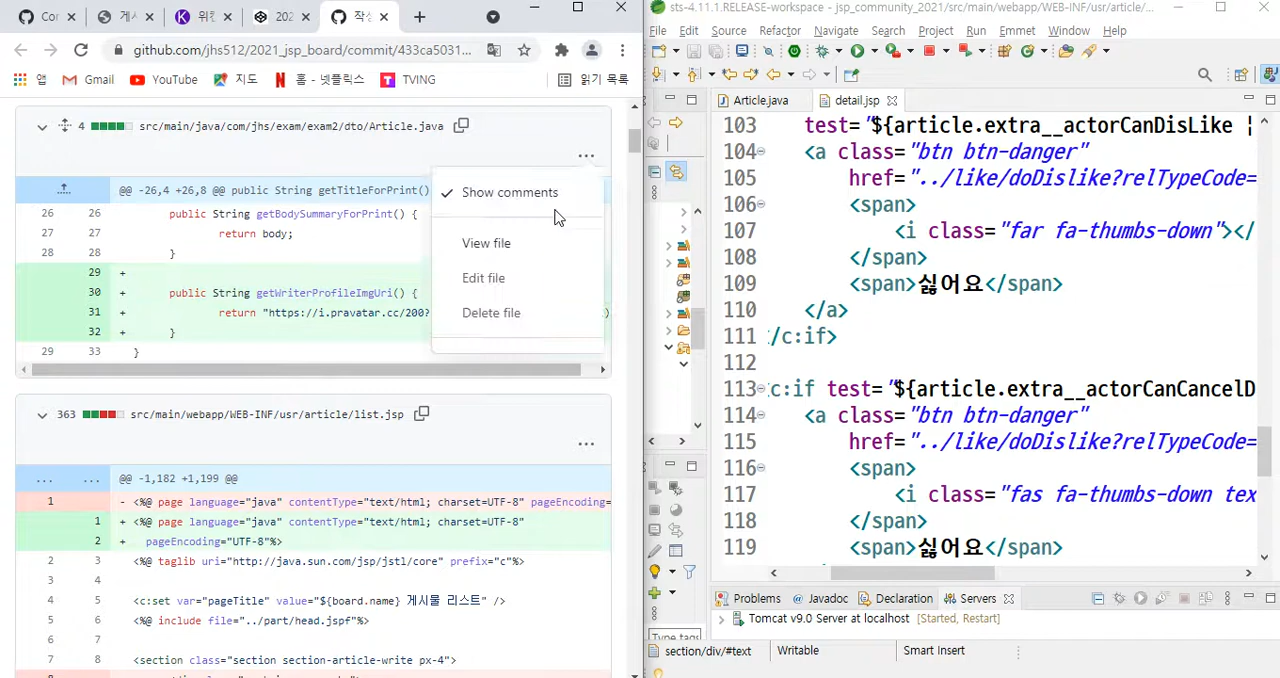 Cor
게시
위킨
202
작성
github.com/jhs512/2021_jsp_board/commit/433ca5031...
앱
Gmail
YouTube
지도
홈 - 넷플릭스
TVING
읽기 목록
4 src/main/java/com/jhs/exam/exam2/dto/Article.java
@@ -26,4 +26,8 @@ public String getTitleForPrint()
Show comments
View file
Edit file
Delete file
26 26 public String getBodySummaryForPrint() {
27 27 return body;
28 28 }
29 +
30 + public String getWriterProfileImgUri() {
31 + return "https://i.pravatar.cc/200?
32 + }
29 33 }
363 src/main/webapp/WEB-INF/usr/article/list.jsp
@@ -1,182 +1,199 @@
1 - <%@ page language="java" contentType="text/html; charset=UTF-8" pageEncoding=
1 + <%@ page language="java" contentType="text/html; charset=UTF-8"
2 + pageEncoding="UTF-8"%>
2 3 <%@ taglib uri="http://java.sun.com/jsp/jstl/core" prefix="c"%>
3 4
4 5 <c:set var="pageTitle" value="${board.name} 게시물 리스트" />
5 6 <%@ include file="../part/head.jspf"%>
6 7
7 8 <section class="section section-article-write px-4">
sts-4.11.1.RELEASE-workspace - jsp_community_2021/src/main/webapp/WEB-INF/usr/article/...
File Edit Source Refactor Navigate Search Project Run Emmet Window Help
Article.java
detail.jsp
103 test="${article.extra__actorCanDisLike |
104 <a class="btn btn-danger"
105 href="../like/doDislike?relTypeCode=
106 <span>
107 <i class="far fa-thumbs-down"></
108 </span>
109 <span>싫어요</span>
110 </a>
111 </c:if>
112
113 c:if test="${article.extra__actorCanCancelD
114 <a class="btn btn-danger"
115 href="../like/doDislike?relTypeCode=
116 <span>
117 <i class="fas fa-thumbs-down tex
118 </span>
119 <span>싫어요</span>
Problems Javadoc Declaration Servers
Tomcat v9.0 Server at localhost [Started, Restart]
Type tags
section/div/#text
Writable
Smart Insert